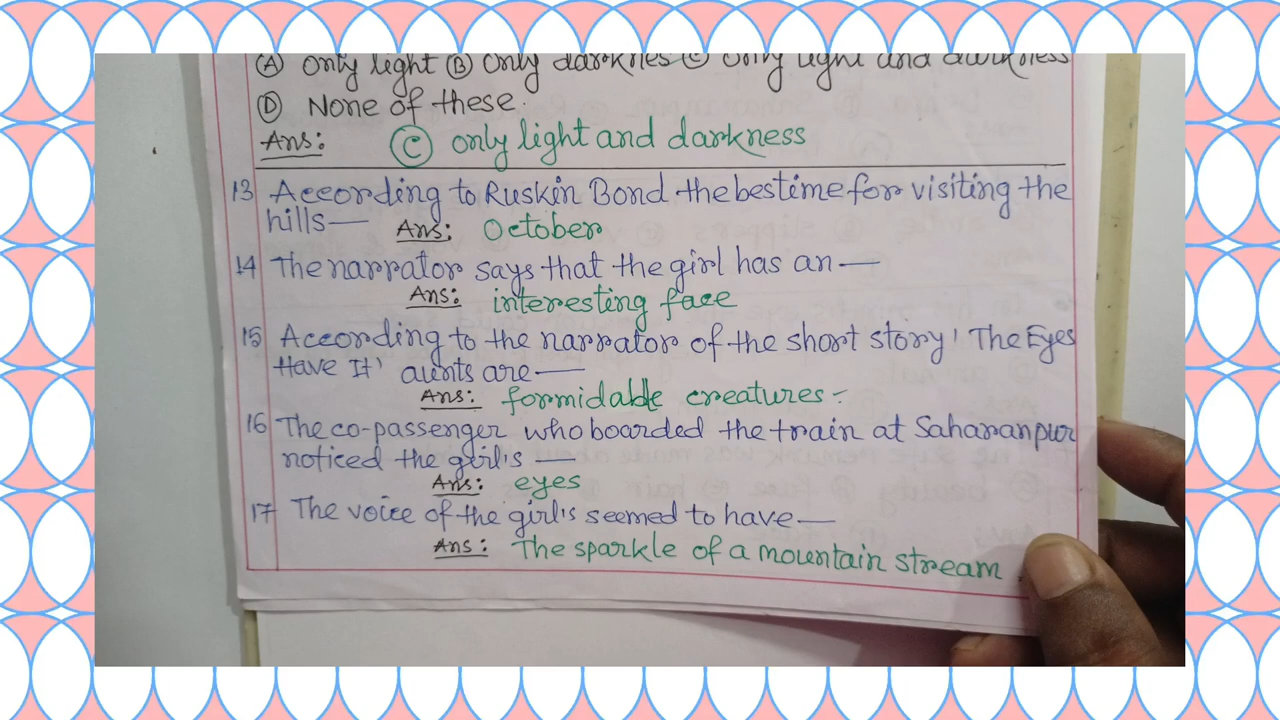 Ⓐ only light Ⓑ only darknes Ⓒ only light and darkness
Ⓓ None of these.
Ans: Ⓒ only light and darkness
13 According to Ruskin Bond the bestime for visiting the
hills— Ans: October
14 The narrator says that the girl has an —
Ans: interesting face
15 According to the narrator of the short story' The Eyes
Have It' aunts are —
Ans: formidable creatures -
16 The co-passenger who boarded the train at Saharanpur
noticed the girl's —
Ans: eyes
17 The voice of the girl's seemed to have —
Ans: The sparkle of a mountain stream.